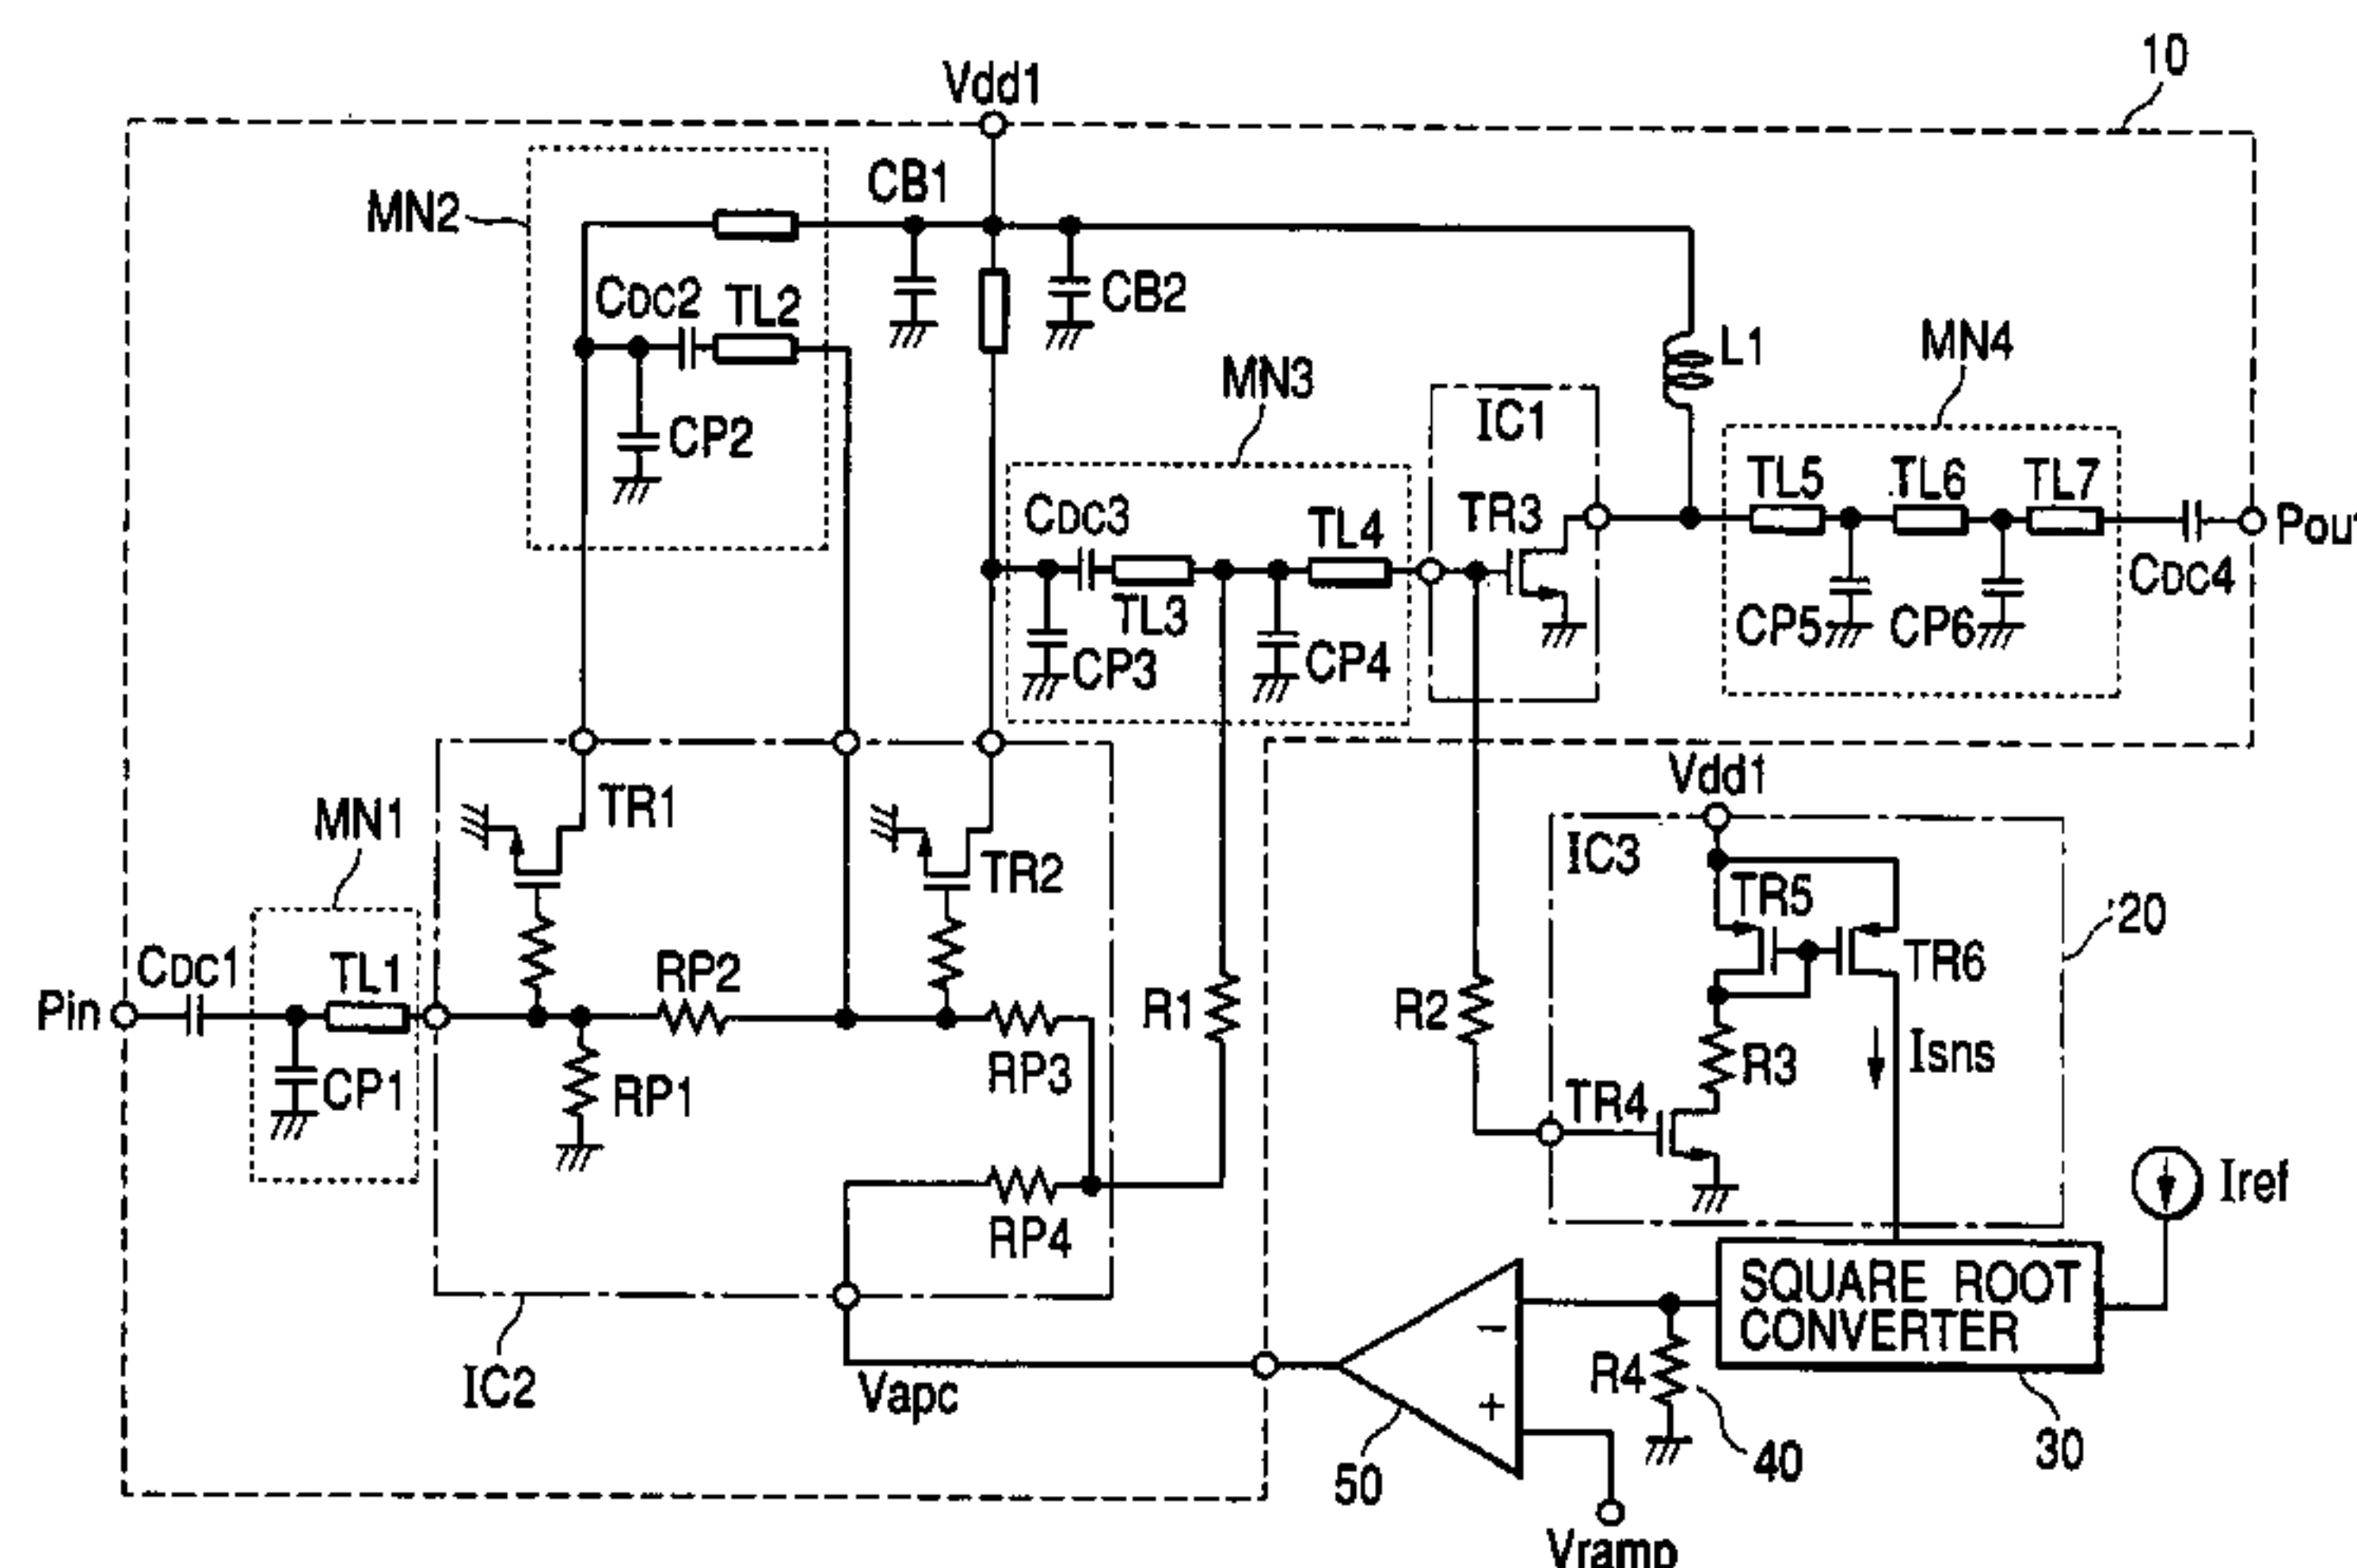 10
Vdd1
MN2
CB1
CDC2
TL2
CB2
CP2
L1
MN4
MN3
IC1
TR3
TL5
TL6
TL7
CDC3
TL4
Pou
TL3
CP3
CP4
CP5
CP6
CDC4
Vdd1
MN1
TR1
TR2
IC3
TR5
TR6
20
Pin
CDC1
TL1
RP2
R1
R2
R3
Isns
CP1
RP1
RP3
TR4
RP4
Iref
SQUARE ROOT
CONVERTER
−
+
R4
IC2
Vapc
50
40
30
Vramp